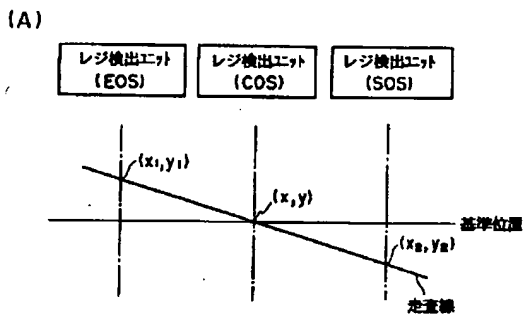 (A)
レジ検出ユニット
(EOS)
レジ検出ユニット
(COS)
レジ検出ユニット
(SOS)
(x₁,y₁)
(x,y)
基準位置
(x₂,y₂)
走査線